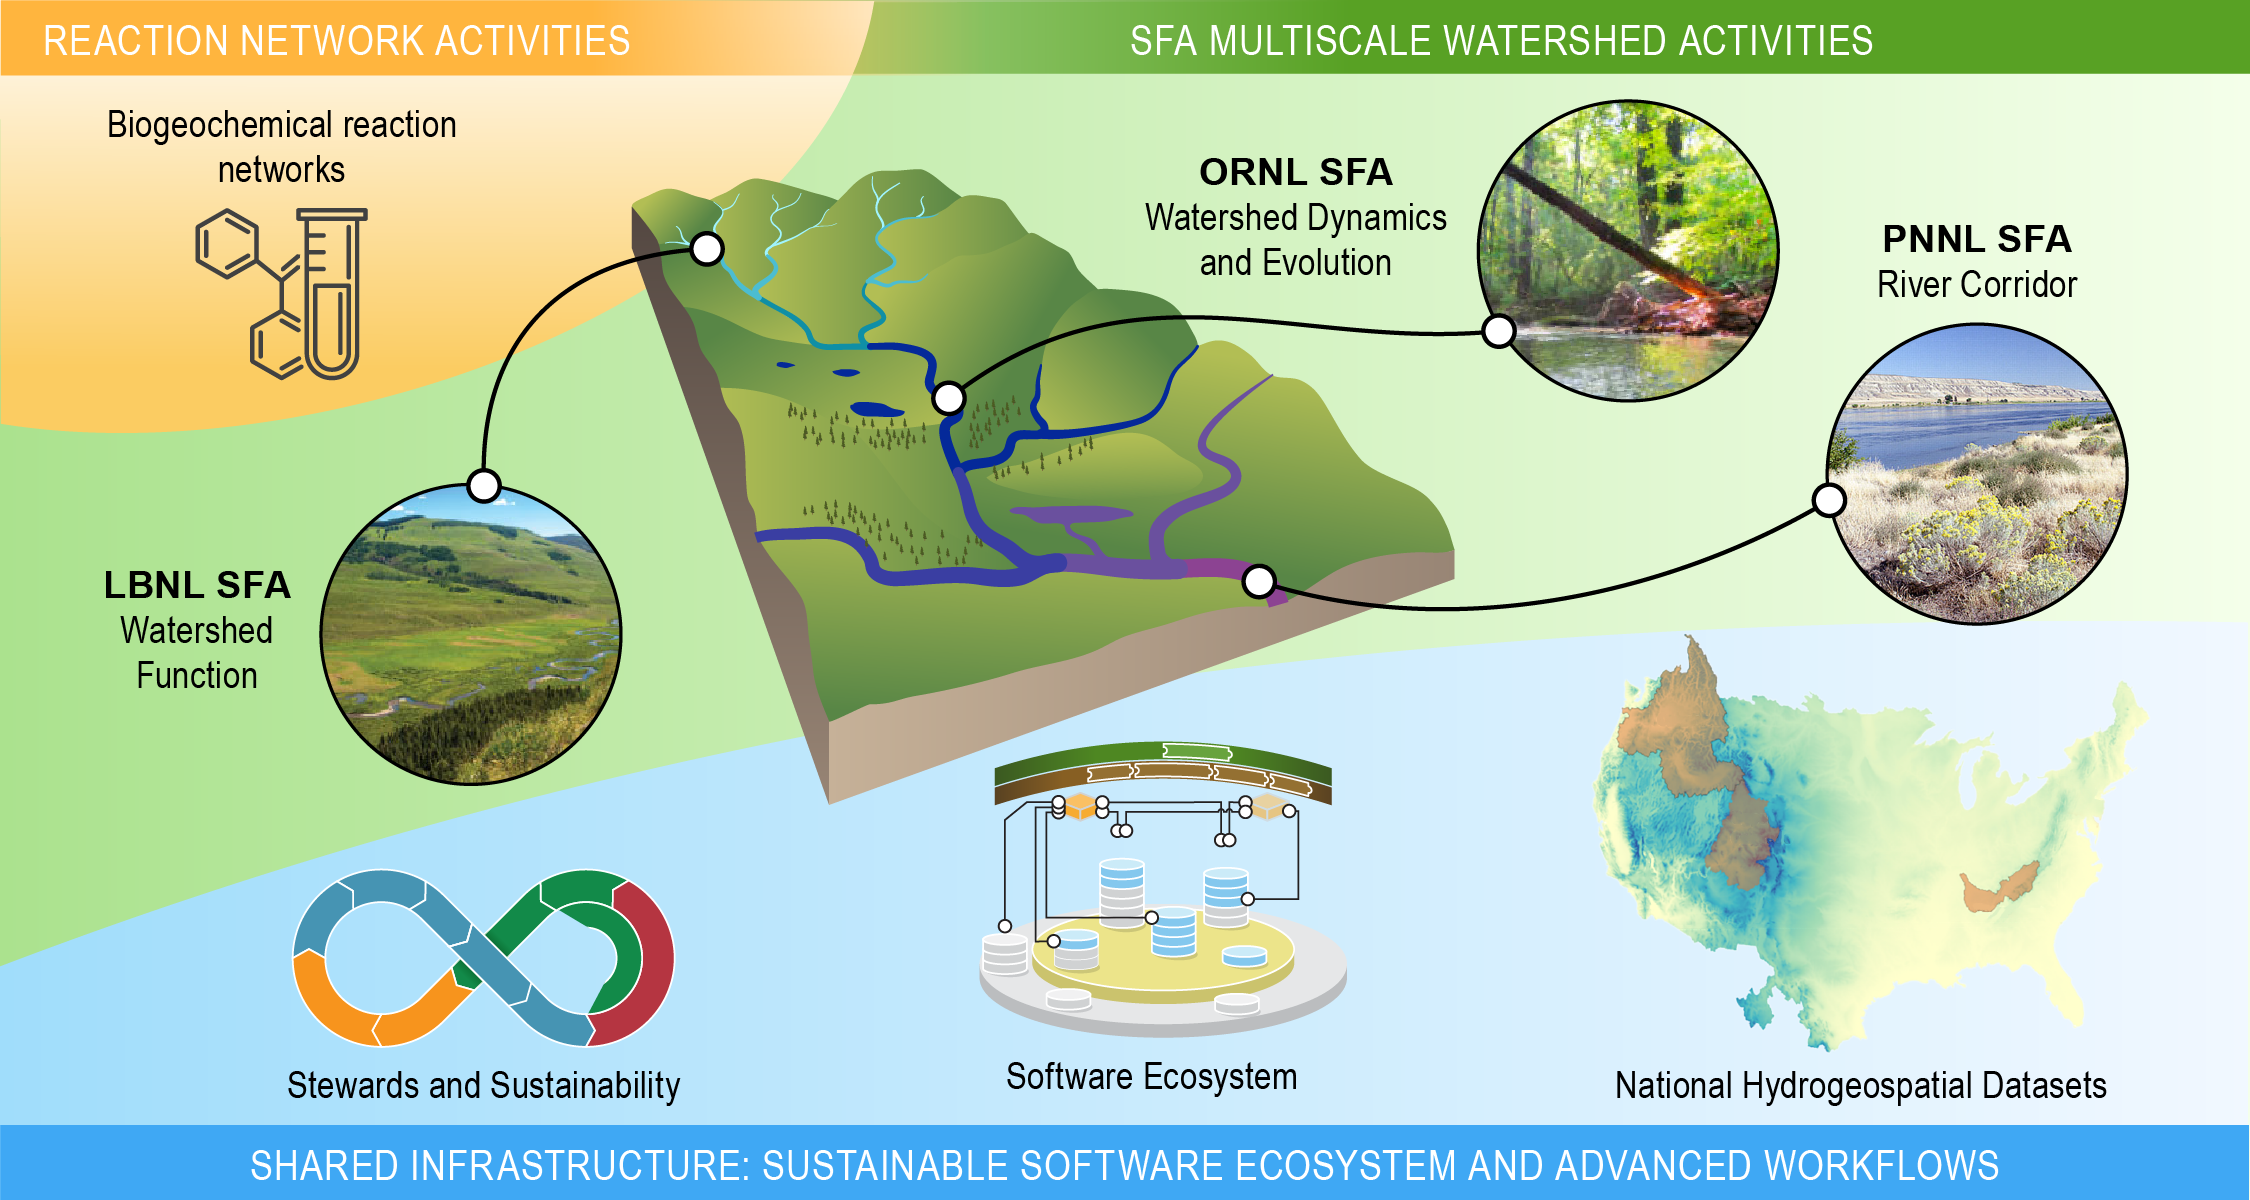 REACTION NETWORK ACTIVITIES
SFA MULTISCALE WATERSHED ACTIVITIES
Biogeochemical reaction
networks
ORNL SFA
Watershed Dynamics
and Evolution
PNNL SFA
River Corridor
LBNL SFA
Watershed
Function
Stewards and Sustainability
Software Ecosystem
National Hydrogeospatial Datasets
SHARED INFRASTRUCTURE: SUSTAINABLE SOFTWARE ECOSYSTEM AND ADVANCED WORKFLOWS